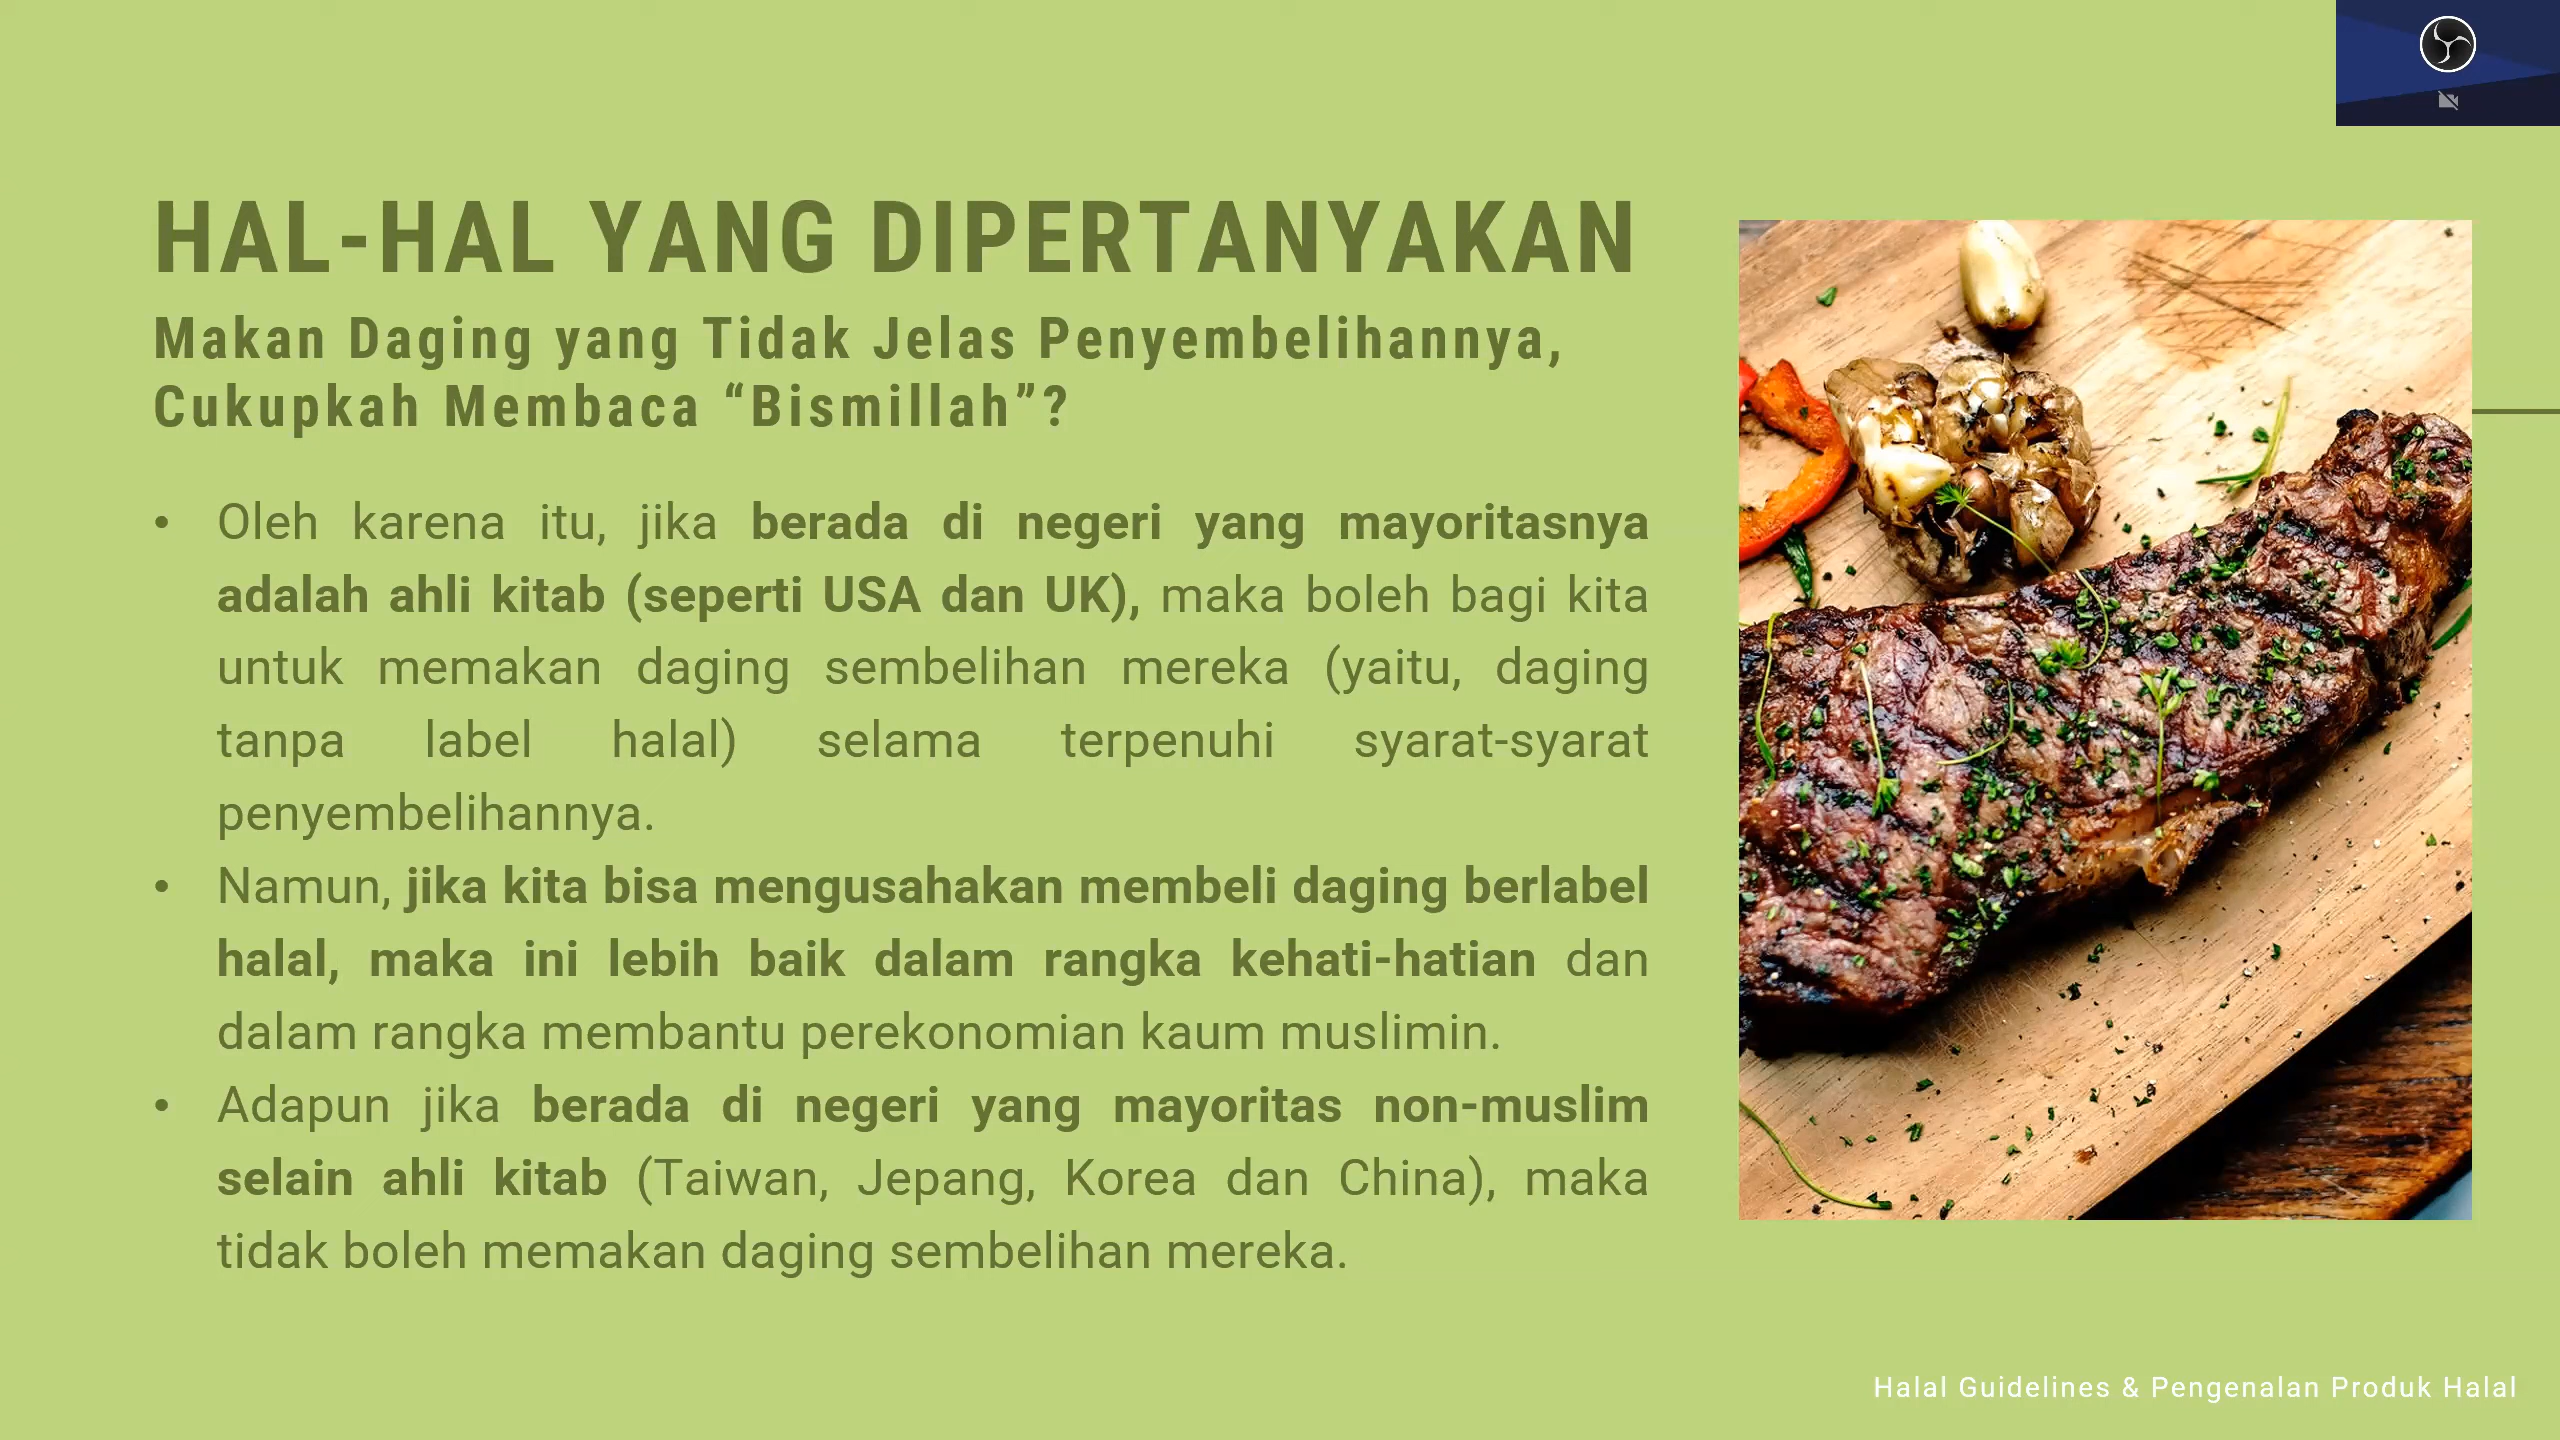 HAL-HAL YANG DIPERTANYAKAN
Makan Daging yang Tidak Jelas Penyembelihannya,
Cukupkah Membaca “Bismillah”?
• Oleh karena itu, jika berada di negeri yang mayoritasnya
adalah ahli kitab (seperti USA dan UK), maka boleh bagi kita
untuk memakan daging sembelihan mereka (yaitu, daging
tanpa label halal) selama terpenuhi syarat-syarat
penyembelihannya.
• Namun, jika kita bisa mengusahakan membeli daging berlabel
halal, maka ini lebih baik dalam rangka kehati-hatian dan
dalam rangka membantu perekonomian kaum muslimin.
• Adapun jika berada di negeri yang mayoritas non-muslim
selain ahli kitab (Taiwan, Jepang, Korea dan China), maka
tidak boleh memakan daging sembelihan mereka.
Halal Guidelines & Pengenalan Produk Halal